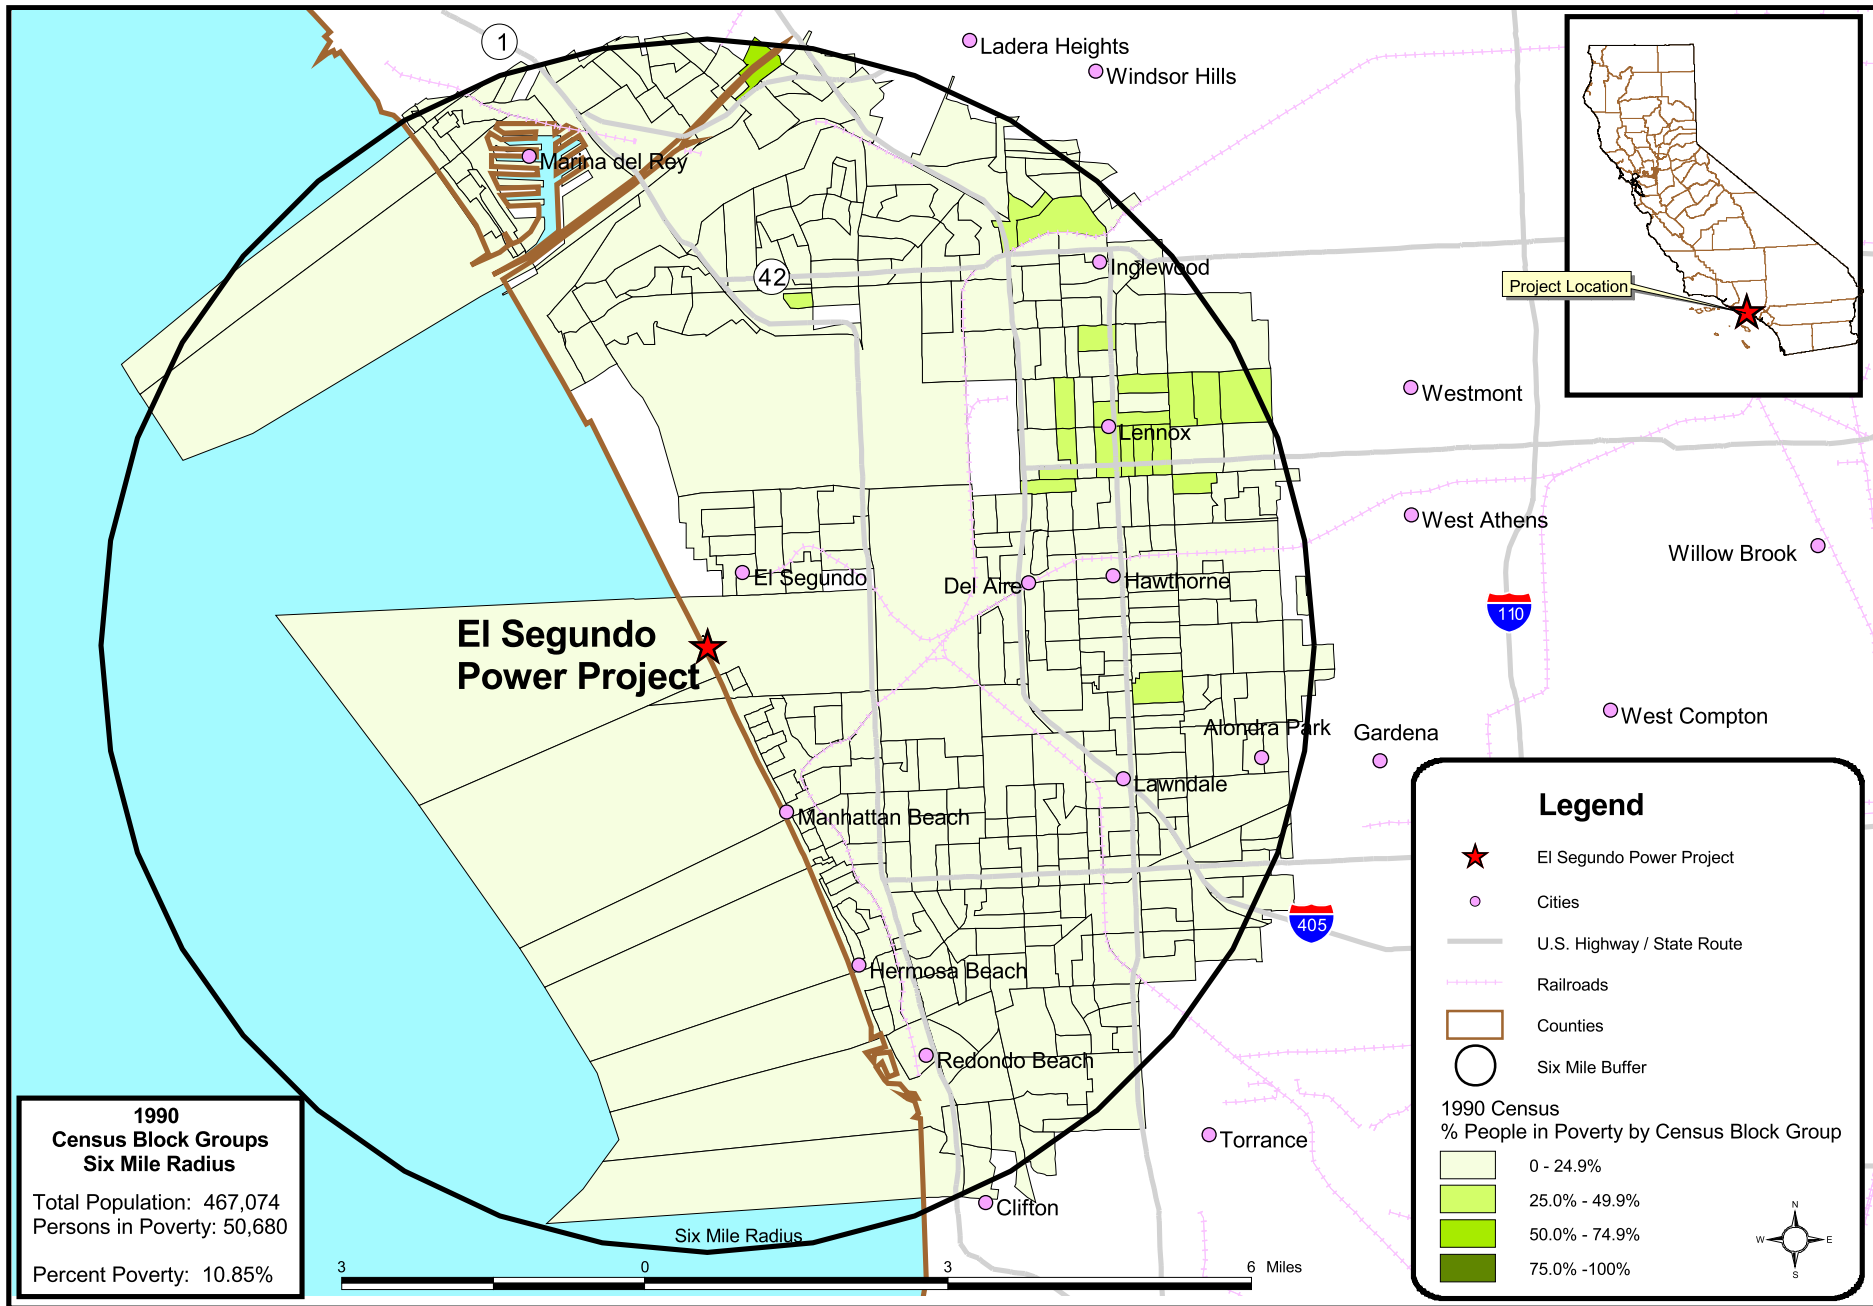 1
Ladera Heights
Windsor Hills
Marina del Rey
42
Inglewood
Project Location
Westmont
Lennox
West Athens
Willow Brook
El Segundo
Del Aire
Hawthorne
110
El Segundo
Power Project
West Compton
Alondra Park
Gardena
Lawndale
Manhattan Beach
405
Hermosa Beach
Redondo Beach
Torrance
Clifton
Six Mile Radius
3 0 3 6 Miles
1990
Census Block Groups
Six Mile Radius
Total Population: 467,074
Persons in Poverty: 50,680
Percent Poverty: 10.85%
Legend
El Segundo Power Project
Cities
U.S. Highway / State Route
Railroads
Counties
Six Mile Buffer
1990 Census
% People in Poverty by Census Block Group
0 - 24.9%
25.0% - 49.9%
50.0% - 74.9%
75.0% -100%
N
W E
S